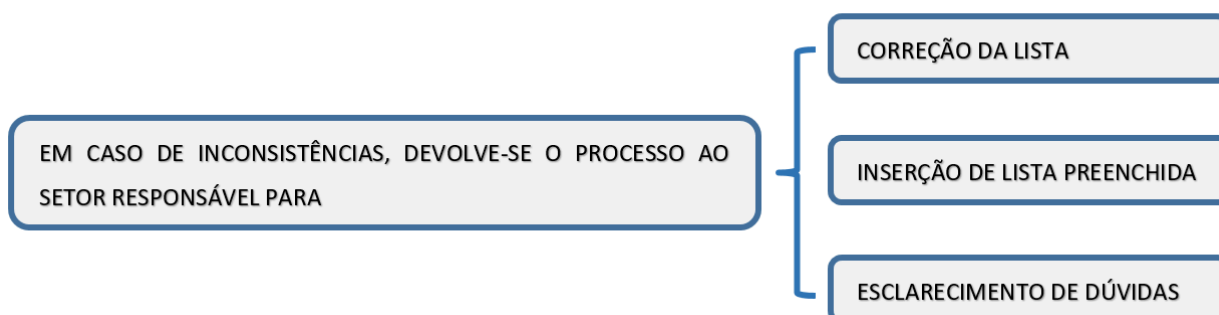 EM CASO DE INCONSISTÊNCIAS, DEVOLVE-SE O PROCESSO AO
SETOR RESPONSÁVEL PARA
CORREÇÃO DA LISTA
INSERÇÃO DE LISTA PREENCHIDA
ESCLARECIMENTO DE DÚVIDAS